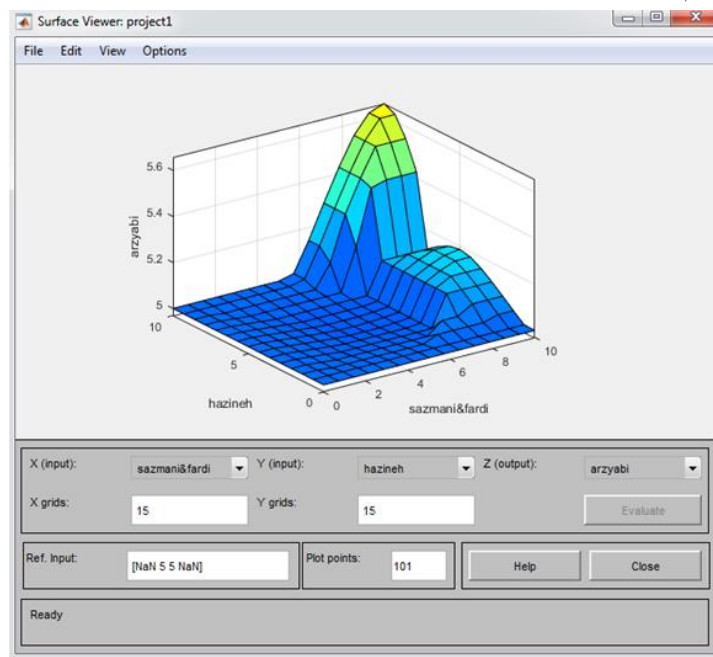 Surface Viewer: project1
File Edit View Options
5.6
5.4
5.2
5
arzyabi
10
5
0
hazineh
0
2
4
6
8
10
sazmani&fardi
X (input): sazmani&fardi Y (input): hazineh Z (output): arzyabi
X grids: 15 Y grids: 15 Evaluate
Ref. Input: [NaN 5 5 NaN] Plot points: 101 Help Close
Ready